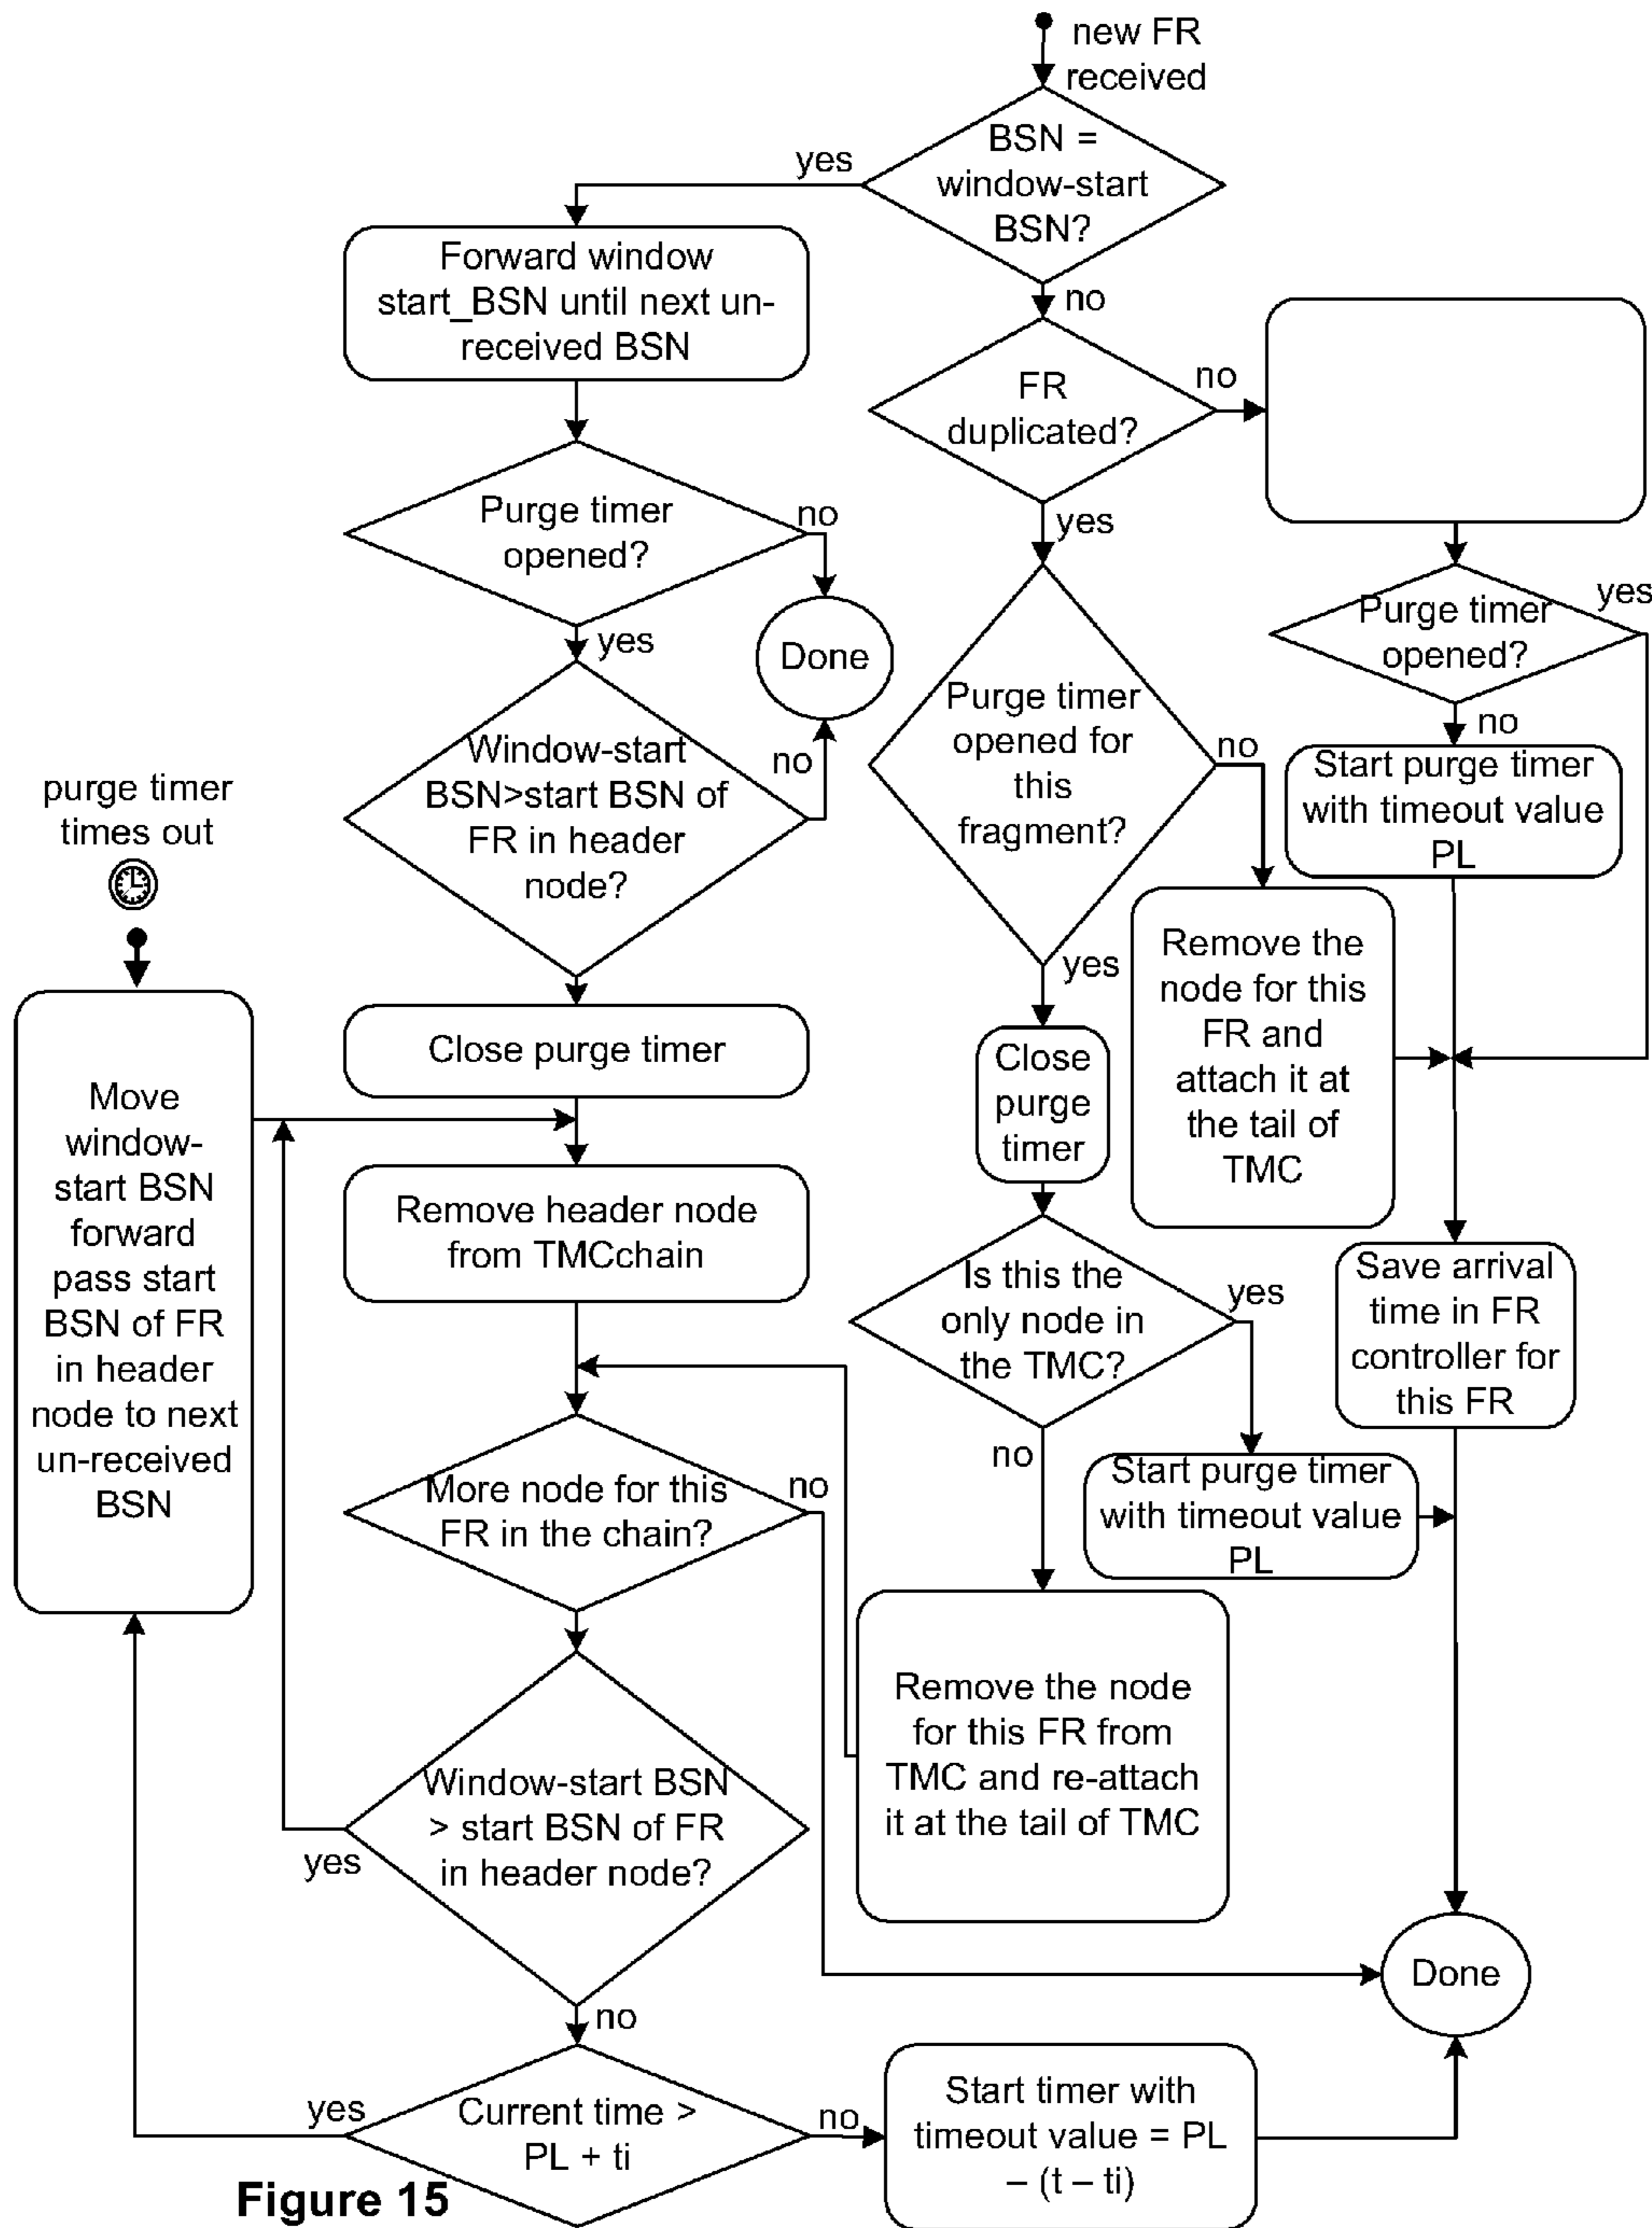 new FR
received
BSN =
window-start
BSN?
yes
no
Forward window
start_BSN until next un-
received BSN
FR
duplicated?
no
yes
Purge timer
opened?
no
yes
Done
Purge timer
opened?
yes
no
Purge timer
opened for
this
fragment?
no
yes
Start purge timer
with timeout value
PL
Window-start
BSN>start BSN of
FR in header
node?
no
purge timer
times out
Remove the
node for this
FR and
attach it at
the tail of
TMC
Close purge timer
Close
purge
timer
Move
window-
start BSN
forward
pass start
BSN of FR
in header
node to next
un-received
BSN
Remove header node
from TMCchain
Is this the
only node in
the TMC?
yes
no
Save arrival
time in FR
controller for
this FR
Start purge timer
with timeout value
PL
More node for this
FR in the chain?
no
Remove the node
for this FR from
TMC and re-attach
it at the tail of TMC
Window-start BSN
> start BSN of FR
in header node?
yes
no
Done
Current time >
PL + ti
yes
no
Start timer with
timeout value = PL
– (t – ti)
Figure 15